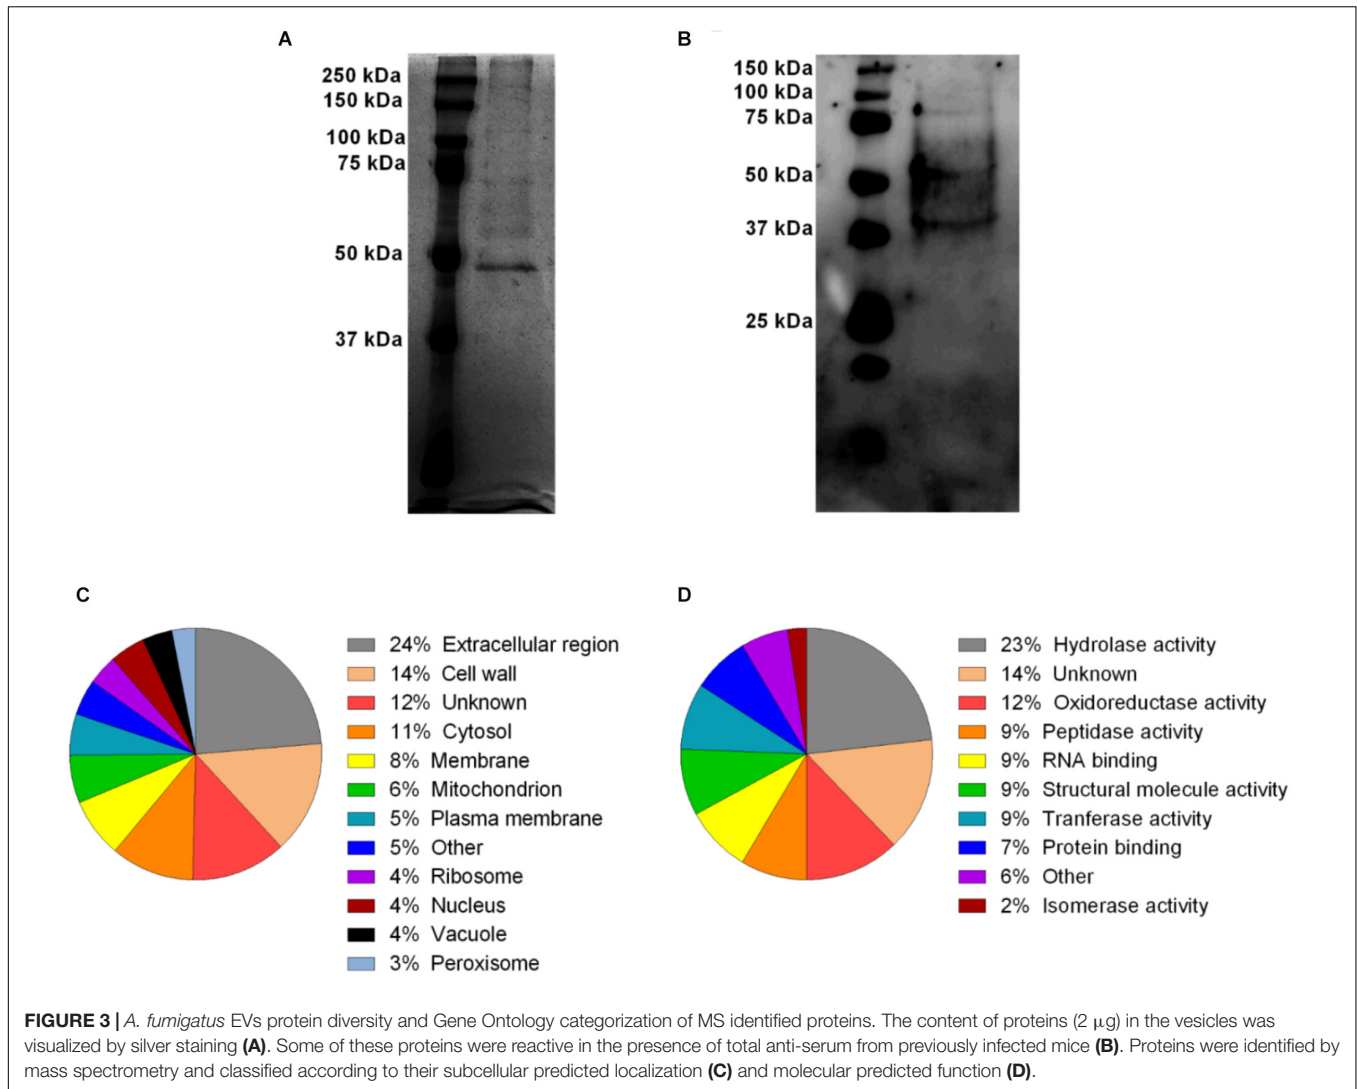 A
250 kDa
150 kDa
100 kDa
75 kDa
50 kDa
37 kDa
B
150 kDa
100 kDa
75 kDa
50 kDa
37 kDa
25 kDa
C
24% Extracellular region
14% Cell wall
12% Unknown
11% Cytosol
8% Membrane
6% Mitochondrion
5% Plasma membrane
5% Other
4% Ribosome
4% Nucleus
4% Vacuole
3% Peroxisome
D
23% Hydrolase activity
14% Unknown
12% Oxidoreductase activity
9% Peptidase activity
9% RNA binding
9% Structural molecule activity
9% Tranferase activity
7% Protein binding
6% Other
2% Isomerase activity
FIGURE 3 | A. fumigatus EVs protein diversity and Gene Ontology categorization of MS identified proteins. The content of proteins (2 μg) in the vesicles was
visualized by silver staining (A). Some of these proteins were reactive in the presence of total anti-serum from previously infected mice (B). Proteins were identified by
mass spectrometry and classified according to their subcellular predicted localization (C) and molecular predicted function (D).